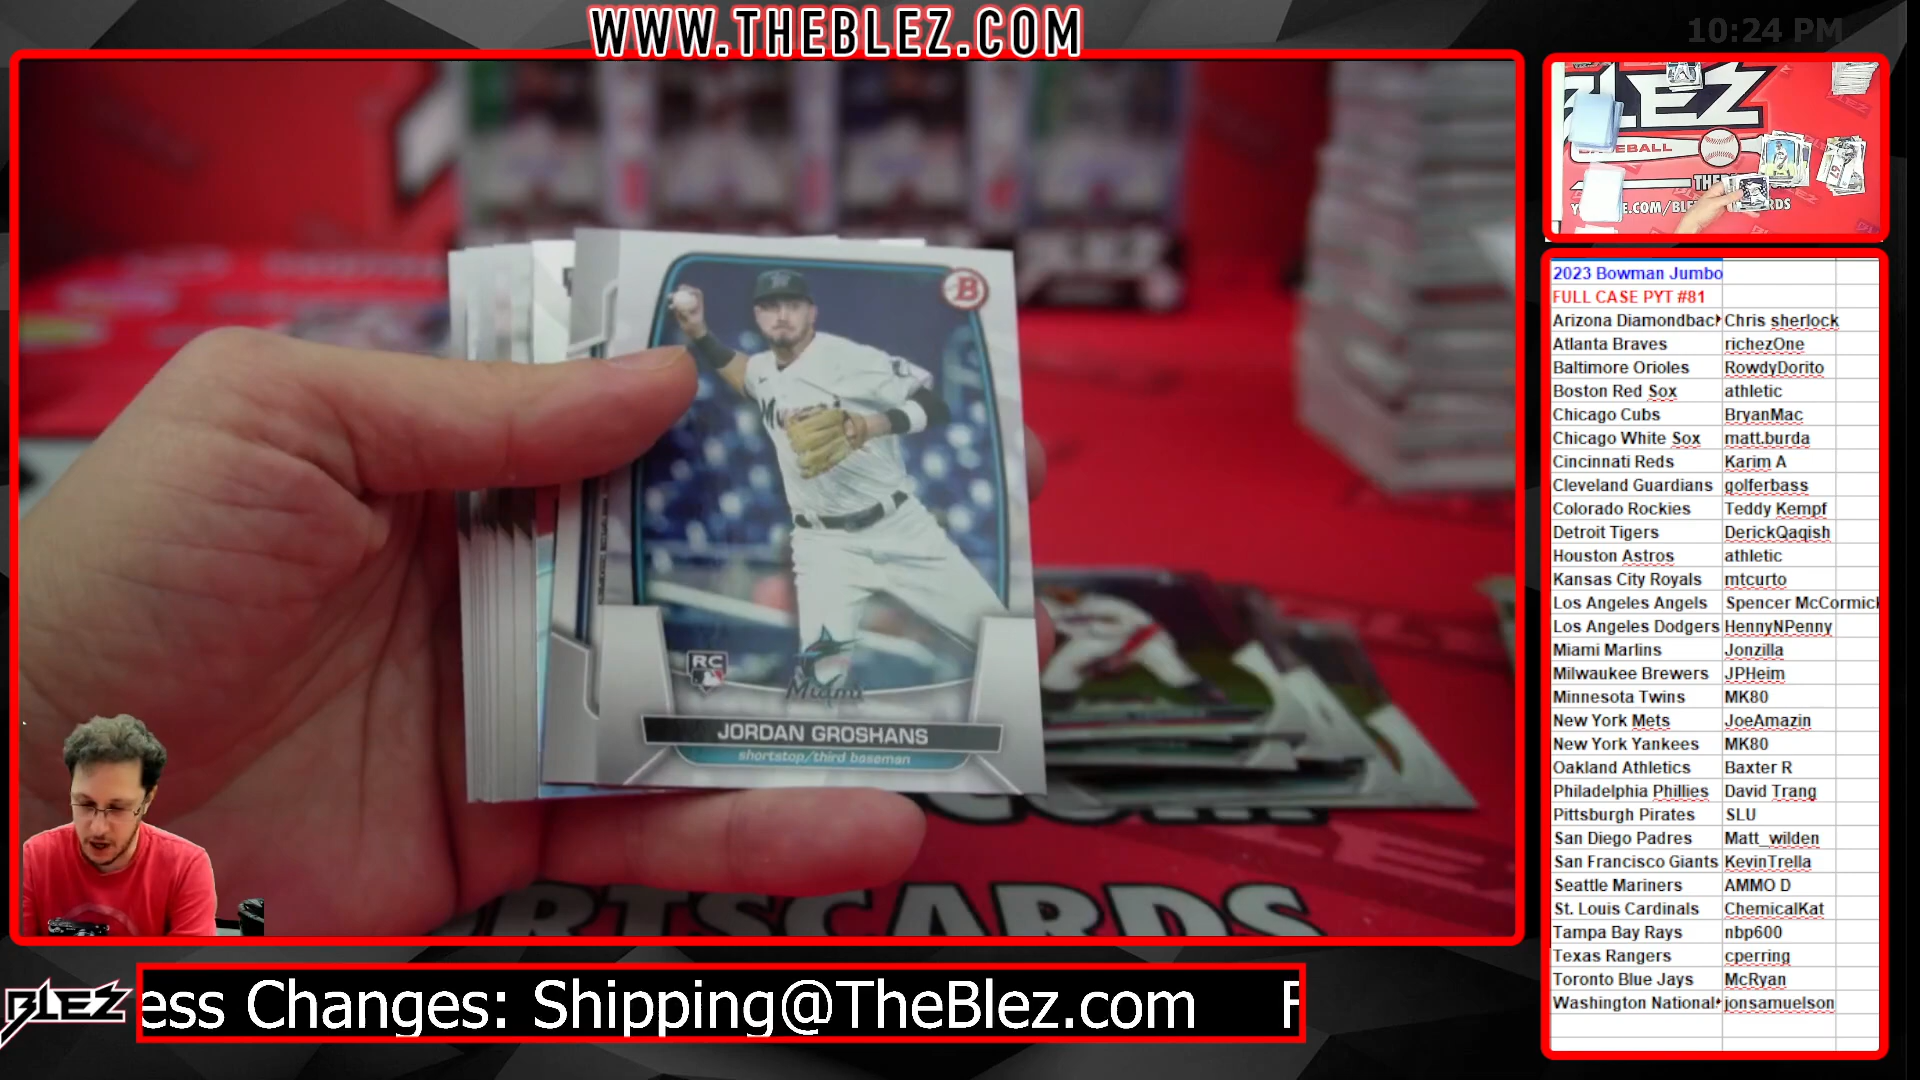 WWW.THEBLEZ.COM
10:24 PM
BLEZ
BASEBALL
B
RC
Miami
JORDAN GROSHANS
shortstop/third baseman
RTSCARDS
2023 Bowman Jumbo
FULL CASE PYT #81
Arizona Diamondbac Chris sherlock
Atlanta Braves richezOne
Baltimore Orioles RowdyDorito
Boston Red Sox athletic
Chicago Cubs BryanMac
Chicago White Sox matt.burda
Cincinnati Reds Karim A
Cleveland Guardians golferbass
Colorado Rockies Teddy Kempf
Detroit Tigers DerickQaqish
Houston Astros athletic
Kansas City Royals mtcurto
Los Angeles Angels Spencer McCormick
Los Angeles Dodgers HennyNPenny
Miami Marlins Jonzilla
Milwaukee Brewers JPHeim
Minnesota Twins MK80
New York Mets JoeAmazin
New York Yankees MK80
Oakland Athletics Baxter R
Philadelphia Phillies David Trang
Pittsburgh Pirates SLU
San Diego Padres Matt_wilden
San Francisco Giants KevinTrella
Seattle Mariners AMMO D
St. Louis Cardinals ChemicalKat
Tampa Bay Rays nbp600
Texas Rangers cperring
Toronto Blue Jays McRyan
Washington National jonsamuelson
BLEZ
ess Changes: Shipping@TheBlez.com F